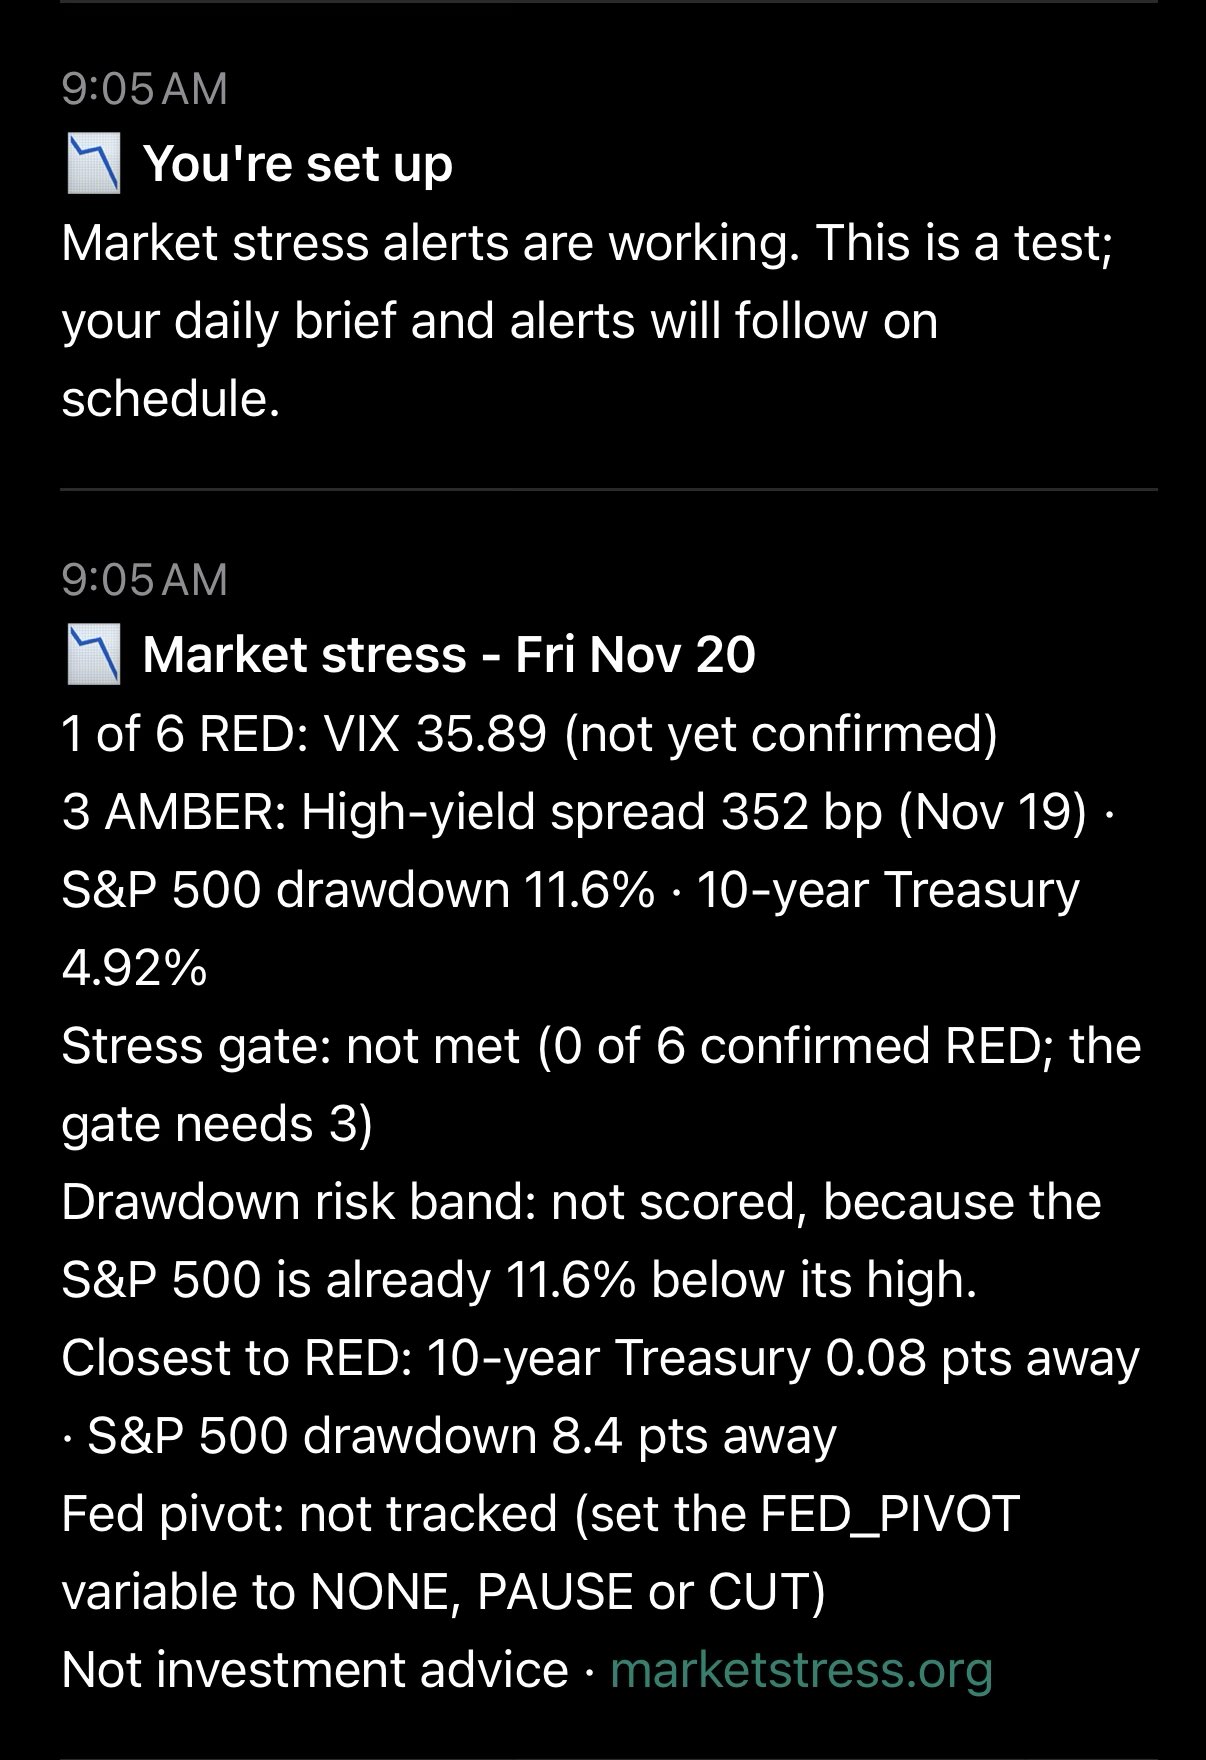 9:05 AM
📉 You're set up
Market stress alerts are working. This is a test;
your daily brief and alerts will follow on
schedule.
9:05 AM
📉 Market stress - Fri Nov 20
1 of 6 RED: VIX 35.89 (not yet confirmed)
3 AMBER: High-yield spread 352 bp (Nov 19) ·
S&P 500 drawdown 11.6% · 10-year Treasury
4.92%
Stress gate: not met (0 of 6 confirmed RED; the
gate needs 3)
Drawdown risk band: not scored, because the
S&P 500 is already 11.6% below its high.
Closest to RED: 10-year Treasury 0.08 pts away
· S&P 500 drawdown 8.4 pts away
Fed pivot: not tracked (set the FED_PIVOT
variable to NONE, PAUSE or CUT)
Not investment advice · marketstress.org